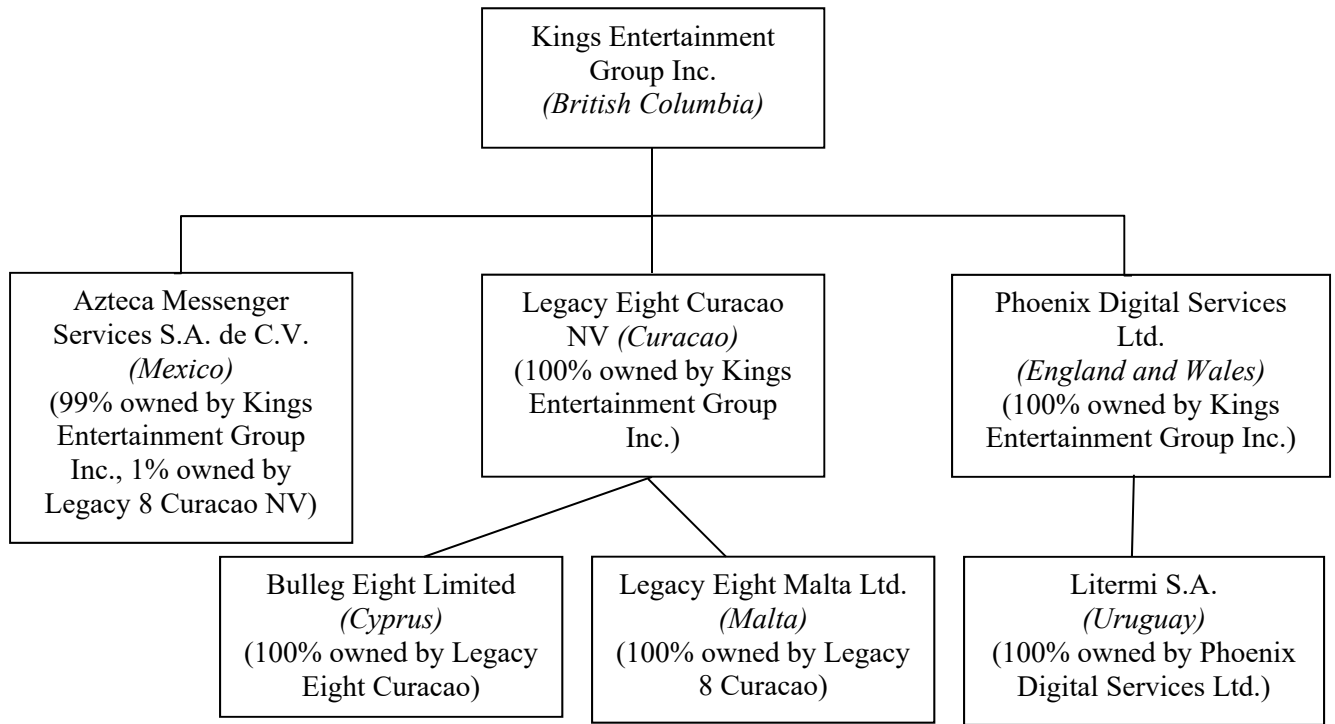 Kings Entertainment
Group Inc.
(British Columbia)
Azteca Messenger
Services S.A. de C.V.
(Mexico)
(99% owned by Kings
Entertainment Group
Inc., 1% owned by
Legacy 8 Curacao NV)
Legacy Eight Curacao
NV (Curacao)
(100% owned by Kings
Entertainment Group
Inc.)
Phoenix Digital Services
Ltd.
(England and Wales)
(100% owned by Kings
Entertainment Group Inc.)
Bulleg Eight Limited
(Cyprus)
(100% owned by Legacy
Eight Curacao)
Legacy Eight Malta Ltd.
(Malta)
(100% owned by Legacy
8 Curacao)
Litermi S.A.
(Uruguay)
(100% owned by Phoenix
Digital Services Ltd.)